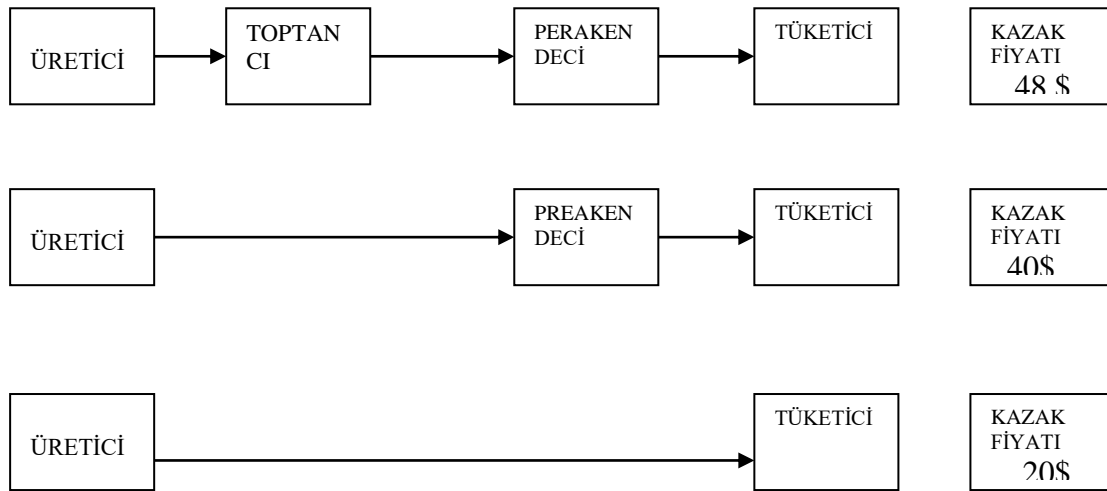 ÜRETİCİ
TOPTAN
CI
PERAKEN
DECİ
TÜKETİCİ
KAZAK
FİYATI
48 $
ÜRETİCİ
PREAKEN
DECİ
TÜKETİCİ
KAZAK
FİYATI
40$
ÜRETİCİ
TÜKETİCİ
KAZAK
FİYATI
20$